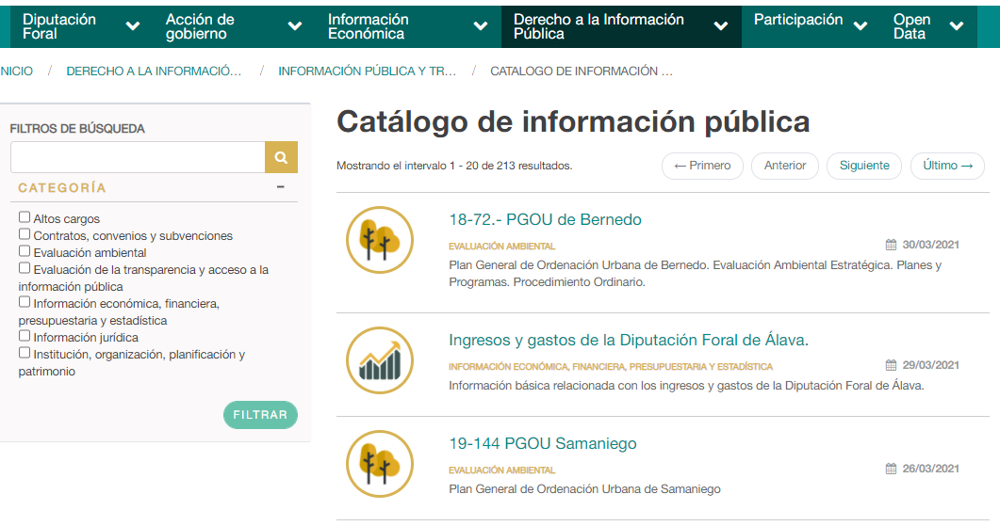 Diputación
Foral
Acción de
gobierno
Información
Económica
Derecho a la Información
Pública
Participación
Open
Data
NICIO / DERECHO A LA INFORMACIÓ... / INFORMACIÓN PÚBLICA Y TR... / CATALOGO DE INFORMACIÓN ...
FILTROS DE BÚSQUEDA
CATEGORÍA
Altos cargos
Contratos, convenios y subvenciones
Evaluación ambiental
Evaluación de la transparencia y acceso a la
información pública
Información económica, financiera,
presupuestaria y estadística
Información jurídica
Institución, organización, planificación y
patrimonio
FILTRAR
Catálogo de información pública
Mostrando el intervalo 1 - 20 de 213 resultados.
← Primero
Anterior
Siguiente
Último →
18-72.- PGOU de Bernedo
EVALUACIÓN AMBIENTAL
30/03/2021
Plan General de Ordenación Urbana de Bernedo. Evaluación Ambiental Estratégica. Planes y
Programas. Procedimiento Ordinario.
Ingresos y gastos de la Diputación Foral de Álava.
INFORMACIÓN ECONÓMICA, FINANCIERA, PRESUPUESTARIA Y ESTADÍSTICA
29/03/2021
Información básica relacionada con los ingresos y gastos de la Diputación Foral de Álava.
19-144 PGOU Samaniego
EVALUACIÓN AMBIENTAL
26/03/2021
Plan General de Ordenación Urbana de Samaniego